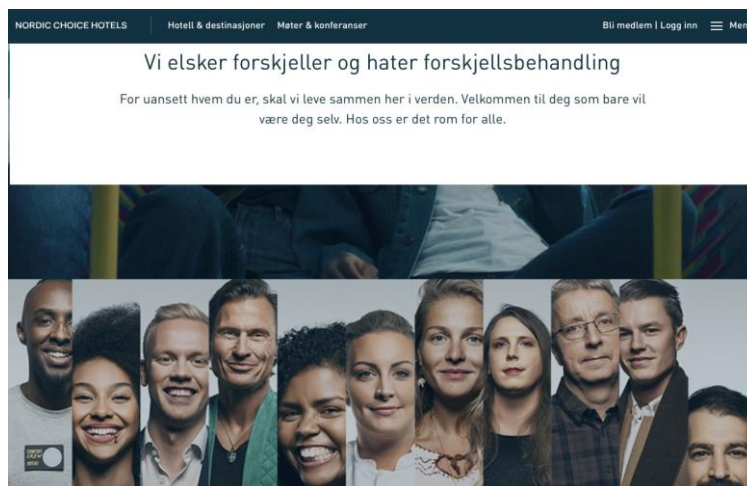 NORDIC CHOICE HOTELS Hotell & destinasjoner Møter & konferanser Bli medlem | Logg inn Men
Vi elsker forskjeller og hater forskjellsbehandling
For uansett hvem du er, skal vi leve sammen her i verden. Velkommen til deg som bare vil
være deg selv. Hos oss er det rom for alle.